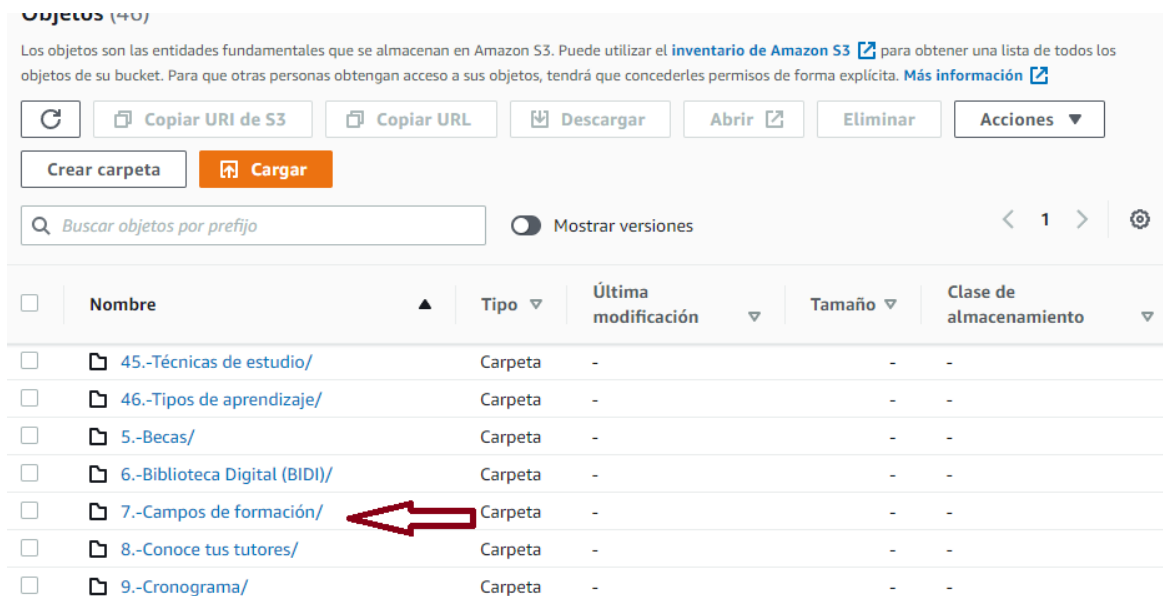 Objetos (46)
Los objetos son las entidades fundamentales que se almacenan en Amazon S3. Puede utilizar el inventario de Amazon S3 para obtener una lista de todos los
objetos de su bucket. Para que otras personas obtengan acceso a sus objetos, tendrá que concederles permisos de forma explícita. Más información
Copiar URI de S3 Copiar URL Descargar Abrir Eliminar Acciones
Crear carpeta Cargar
Buscar objetos por prefijo Mostrar versiones 1
Nombre Tipo Última modificación Tamaño Clase de almacenamiento
45.-Técnicas de estudio/ Carpeta - - -
46.-Tipos de aprendizaje/ Carpeta - - -
5.-Becas/ Carpeta - - -
6.-Biblioteca Digital (BIDI)/ Carpeta - - -
7.-Campos de formación/ Carpeta - - -
8.-Conoce tus tutores/ Carpeta - - -
9.-Cronograma/ Carpeta - - -